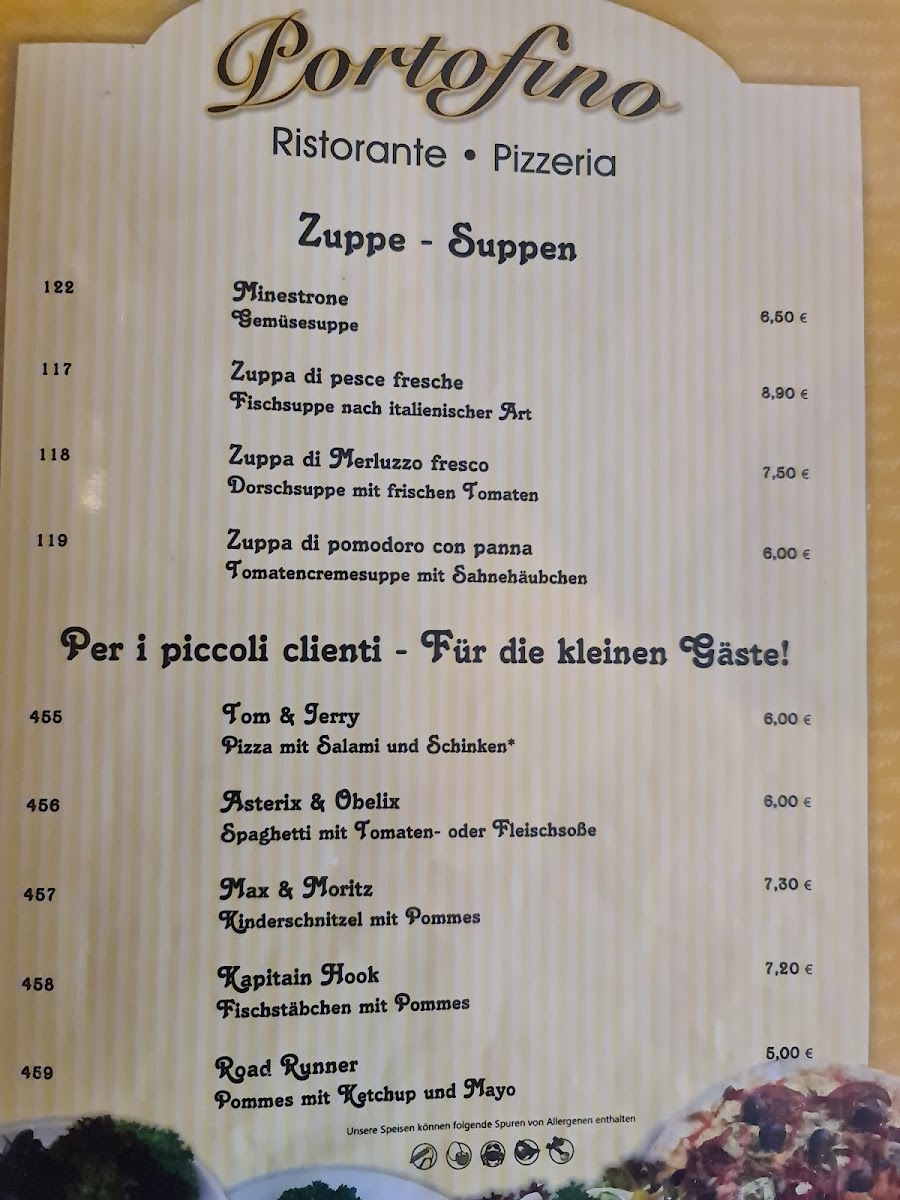 Portofino
Ristorante • Pizzeria
Zuppe - Suppen
122 Minestrone
Gemüsesuppe 6,50 €
117 Zuppa di pesce fresche
Fischsuppe nach italienischer Art 8,90 €
118 Zuppa di Merluzzo fresco
Dorschsuppe mit frischen Tomaten 7,50 €
119 Zuppa di pomodoro con panna 6,00 €
Tomatencremesuppe mit Sahnehäubchen
Per i piccoli clienti - Für die kleinen Gäste!
455 Tom & Jerry 6,00 €
Pizza mit Salami und Schinken*
456 Asterix & Obelix 6,00 €
Spaghetti mit Tomaten- oder Fleischsoße
457 Max & Moritz 7,30 €
Kinderschnitzel mit Pommes
458 Kapitain Hook 7,20 €
Fischstäbchen mit Pommes
459 Road Runner 5,00 €
Pommes mit Ketchup und Mayo
Unsere Speisen können folgende Spuren von Allergenen enthalten